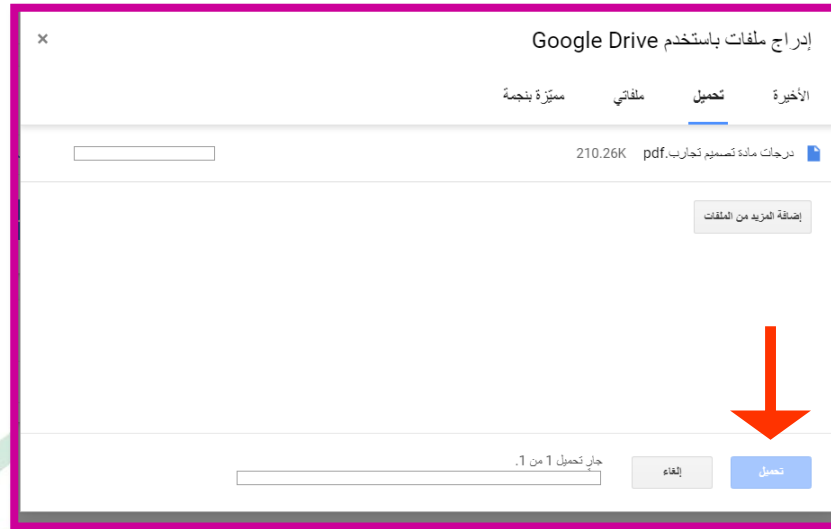 إدراج ملفات باستخدم Google Drive
×
الأخيرة تحميل ملفاتي مميّزة بنجمة
درجات مادة تصميم تجارب.pdf 210.26K
إضافة المزيد من الملفات
تحميل إلغاء جارٍ تحميل 1 من 1.